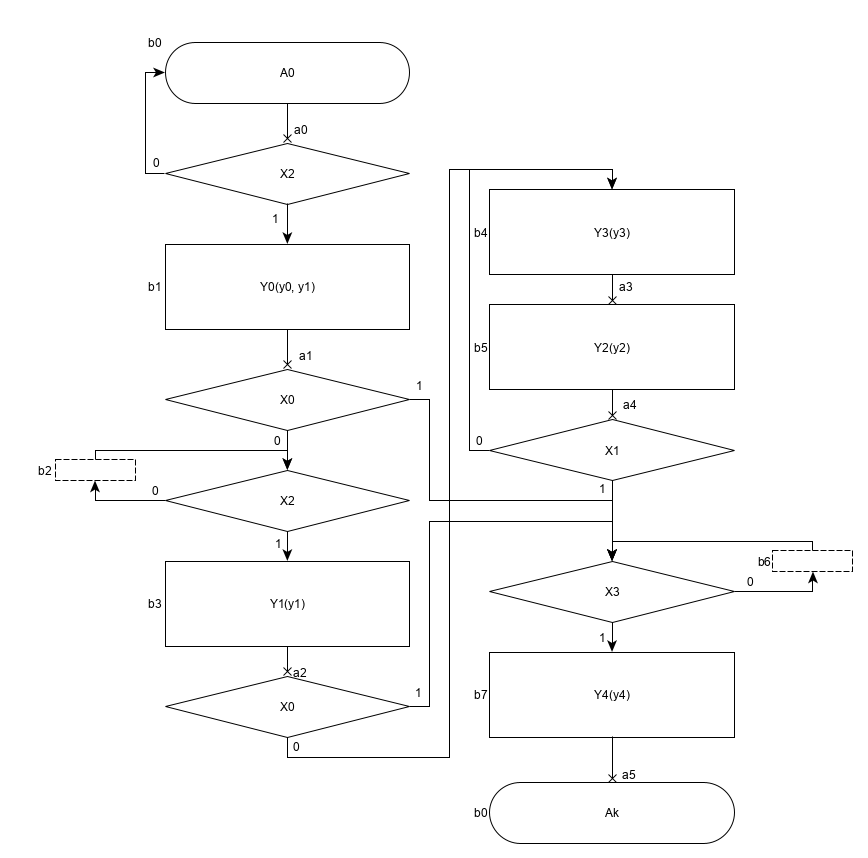 b0
A0
a0
0
X2
1
b1
Y0(y0, y1)
a1
X0
1
0
b2
0
X2
1
b3
Y1(y1)
a2
X0
1
0
b4
Y3(y3)
a3
b5
Y2(y2)
a4
0
X1
1
b6
X3
0
1
b7
Y4(y4)
a5
b0
Ak